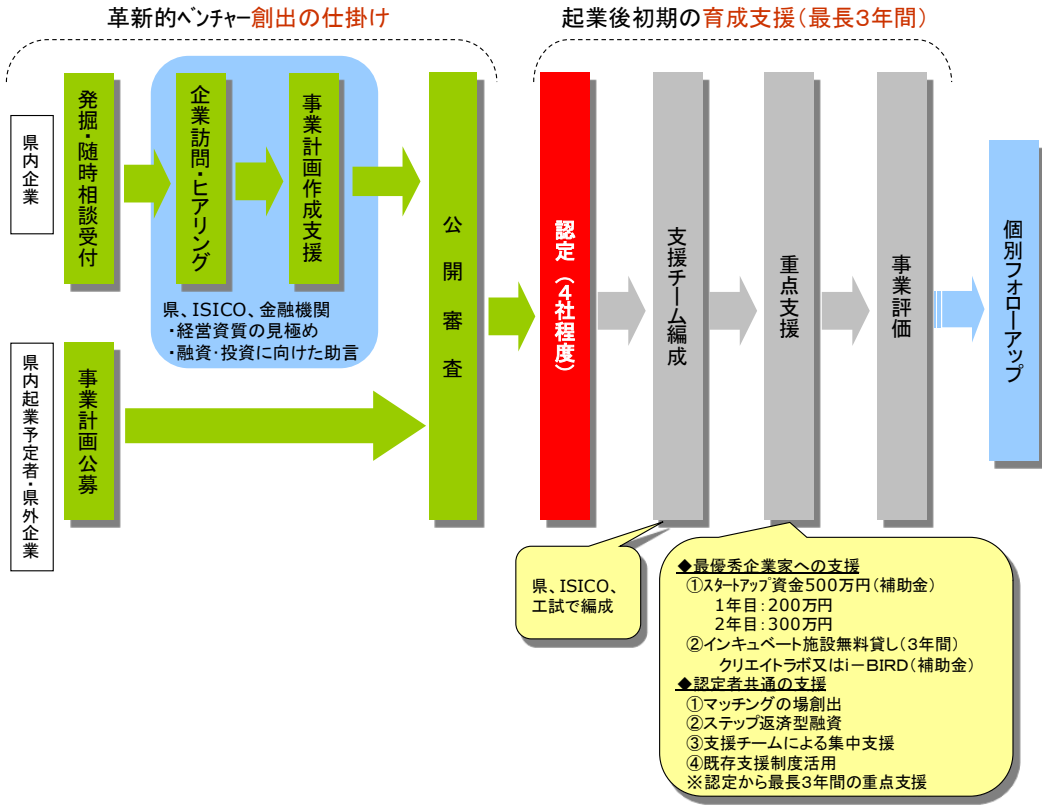 革新的ベンチャー創出の仕掛け
起業後初期の育成支援(最長3年間)
県内企業
発掘・随時相談受付
企業訪問・ヒアリング
事業計画作成支援
県、ISICO、金融機関
・経営資質の見極め
・融資・投資に向けた助言
県内起業予定者・県外企業
事業計画公募
公開審査
認定(4社程度)
支援チーム編成
重点支援
事業評価
個別フォローアップ
県、ISICO、
工試で編成
◆最優秀企業家への支援
①スタートアップ資金500万円(補助金)
1年目:200万円
2年目:300万円
②インキュベート施設無料貸し(3年間)
クリエイトラボ又はi-BIRD(補助金)
◆認定者共通の支援
①マッチングの場創出
②ステップ返済型融資
③支援チームによる集中支援
④既存支援制度活用
※認定から最長3年間の重点支援